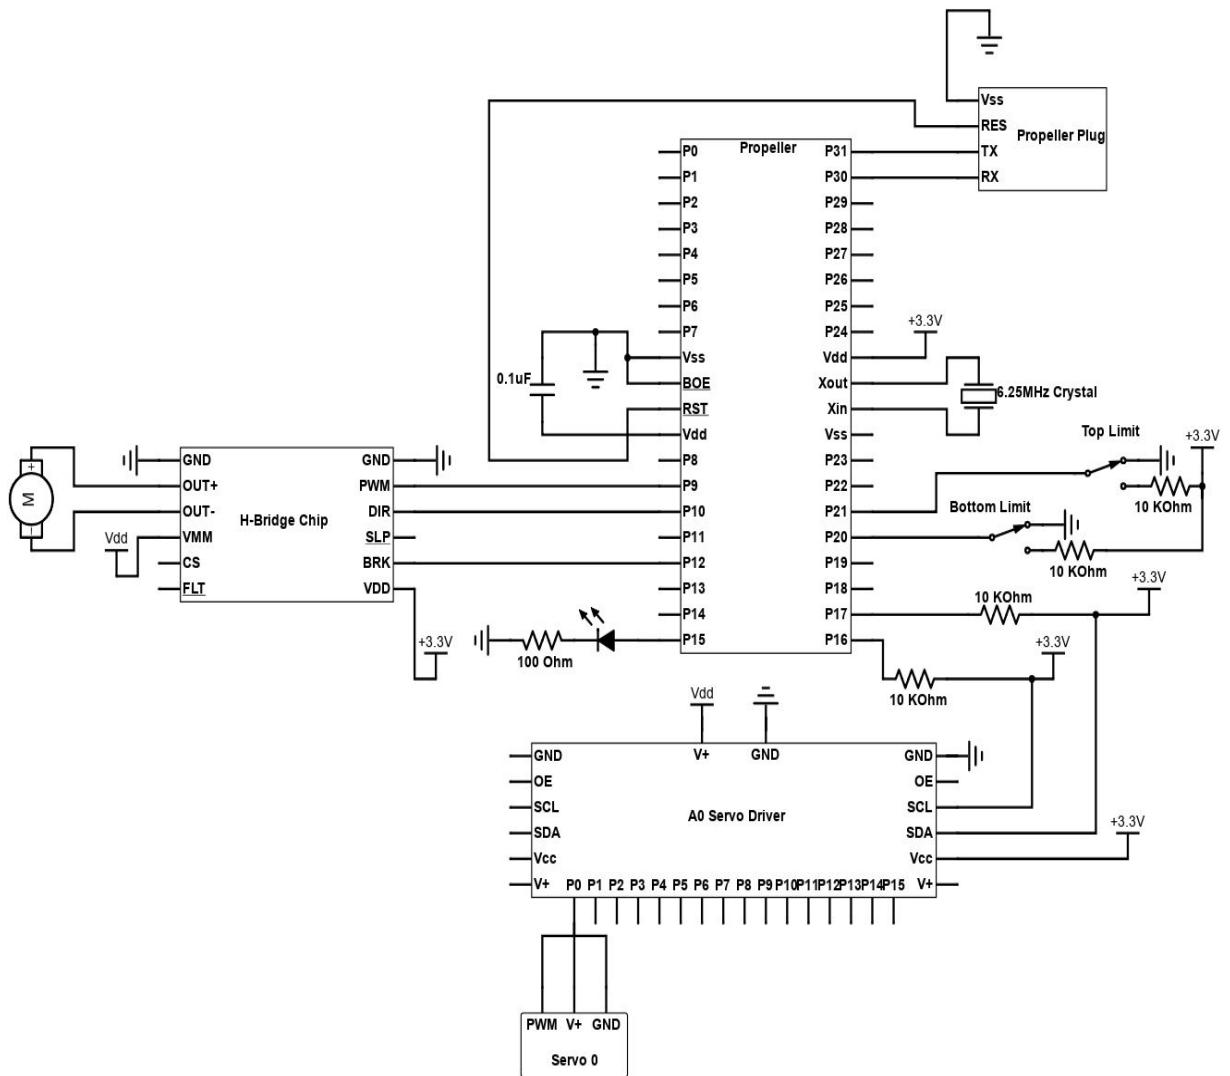 Vss
RES
Propeller Plug
TX
RX
Propeller
P0
P1
P2
P3
P4
P5
P6
P7
Vss
BOE
RST
Vdd
P8
P9
P10
P11
P12
P13
P14
P15
P31
P30
P29
P28
P27
P26
P25
P24
Vdd
Xout
Xin
Vss
P23
P22
P21
P20
P19
P18
P17
P16
+3.3V
6.25MHz Crystal
0.1uF
Top Limit
+3.3V
10 KOhm
Bottom Limit
10 KOhm
+3.3V
10 KOhm
+3.3V
10 KOhm
M
+
-
Vdd
GND
OUT+
OUT-
VMM
CS
FLT
H-Bridge Chip
GND
PWM
DIR
SLP
BRK
VDD
+3.3V
100 Ohm
Vdd
V+
GND
GND
OE
SCL
SDA
Vcc
V+
A0 Servo Driver
GND
OE
SCL
SDA
Vcc
V+
+3.3V
P0 P1 P2 P3 P4 P5 P6 P7 P8 P9 P10 P11 P12 P13 P14 P15
PWM V+ GND
Servo 0